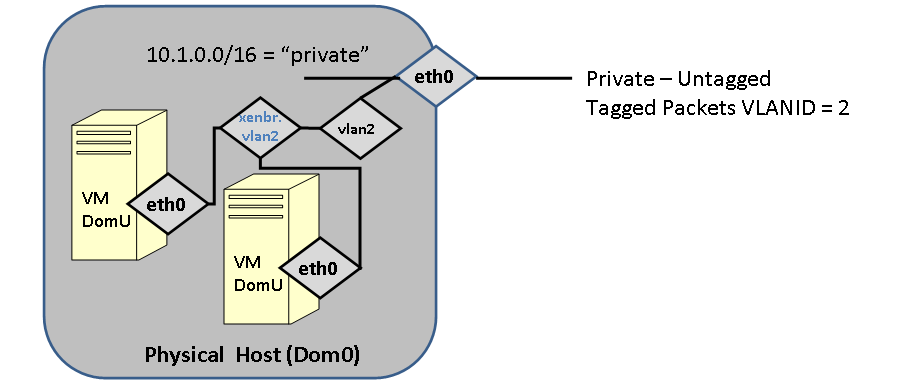 10.1.0.0/16 = “private”
eth0
Private – Untagged
Tagged Packets VLANID = 2
xenbr.
vlan2
vlan2
VM
DomU
eth0
VM
DomU
eth0
Physical Host (Dom0)